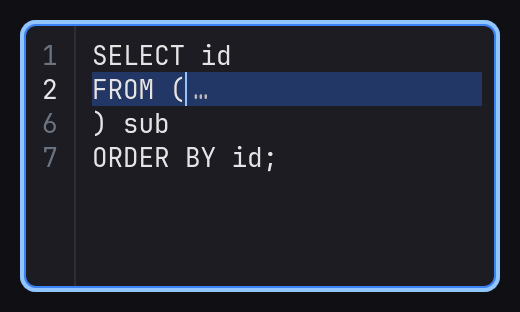 1 SELECT id
2 FROM (…
6 ) sub
7 ORDER BY id;